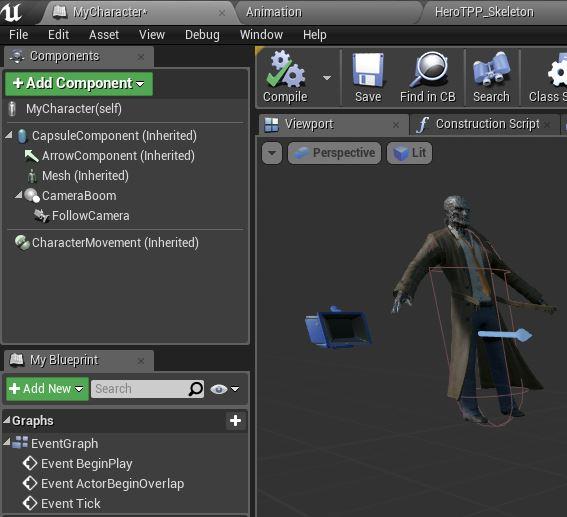 MyCharacter*
Animation
HeroTPP_Skeleton
File Edit Asset View Debug Window Help
Components
+Add Component
MyCharacter(self)
CapsuleComponent (Inherited)
ArrowComponent (Inherited)
Mesh (Inherited)
CameraBoom
FollowCamera
CharacterMovement (Inherited)
Compile Save Find in CB Search Class S
Viewport Construction Script
Perspective Lit
My Blueprint
+Add New Search
Graphs
EventGraph
Event BeginPlay
Event ActorBeginOverlap
Event Tick